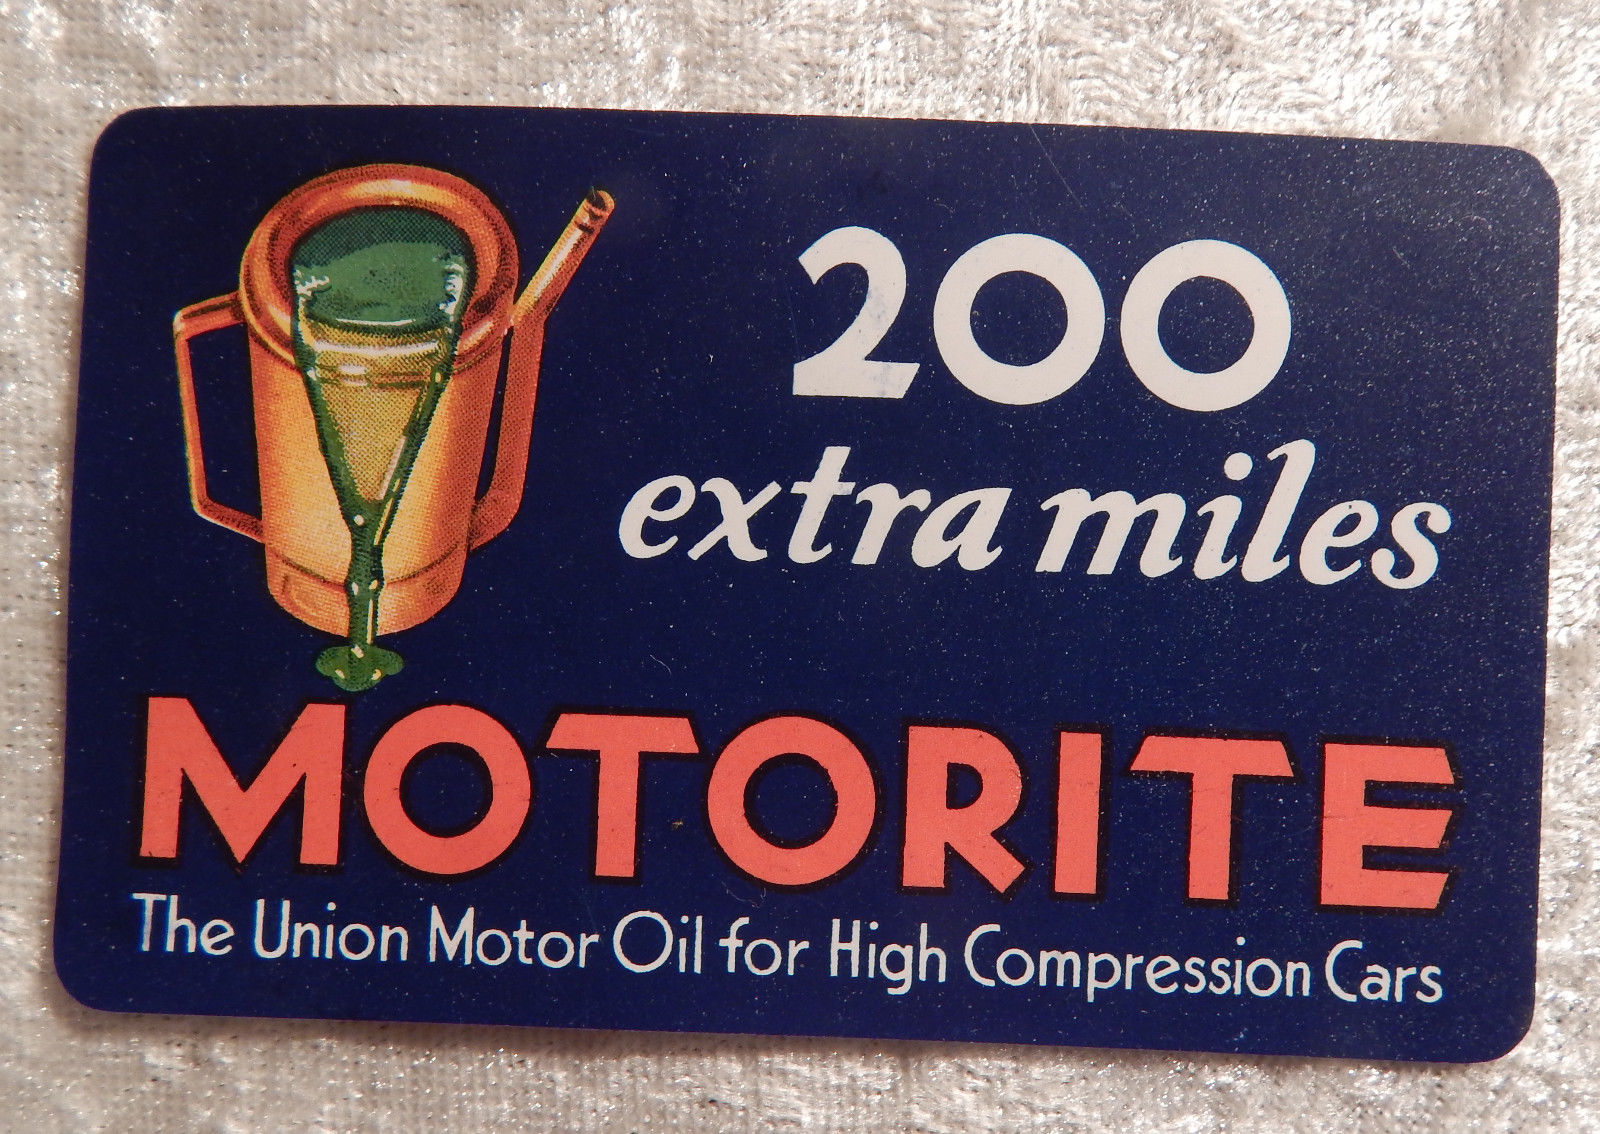 200
extra miles
MOTORITE
The Union Motor Oil for High Compression Cars